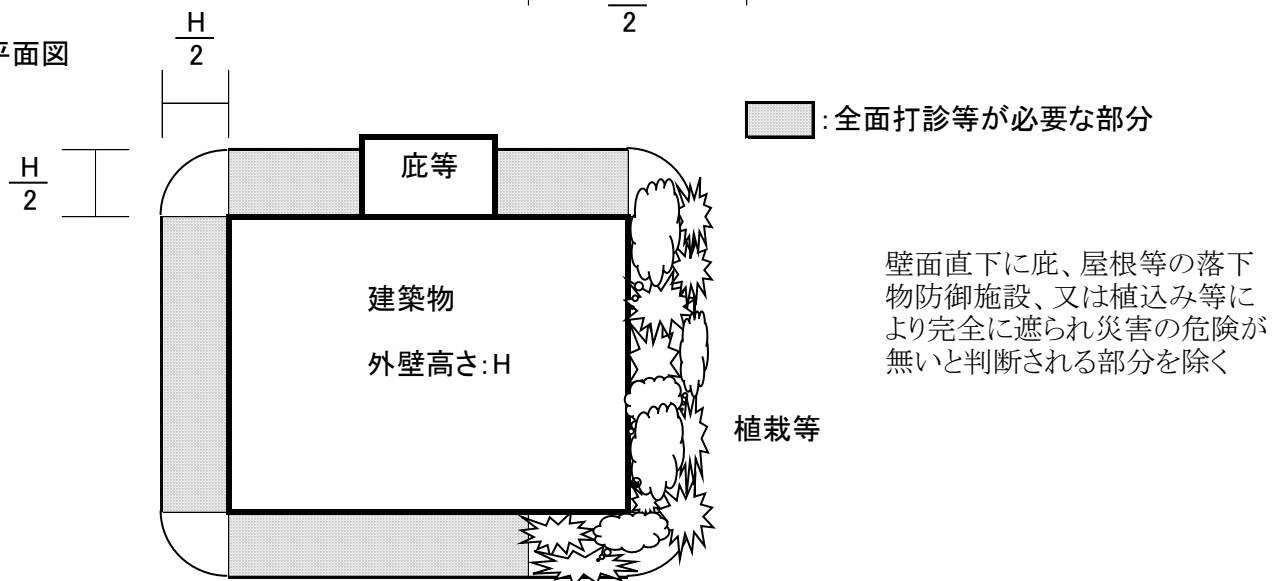 2
H
2
平面図
:全面打診等が必要な部分
H
2
庇等
建築物
外壁高さ:H
壁面直下に庇、屋根等の落下
物防御施設、又は植込み等に
より完全に遮られ災害の危険が
無いと判断される部分を除く
植栽等